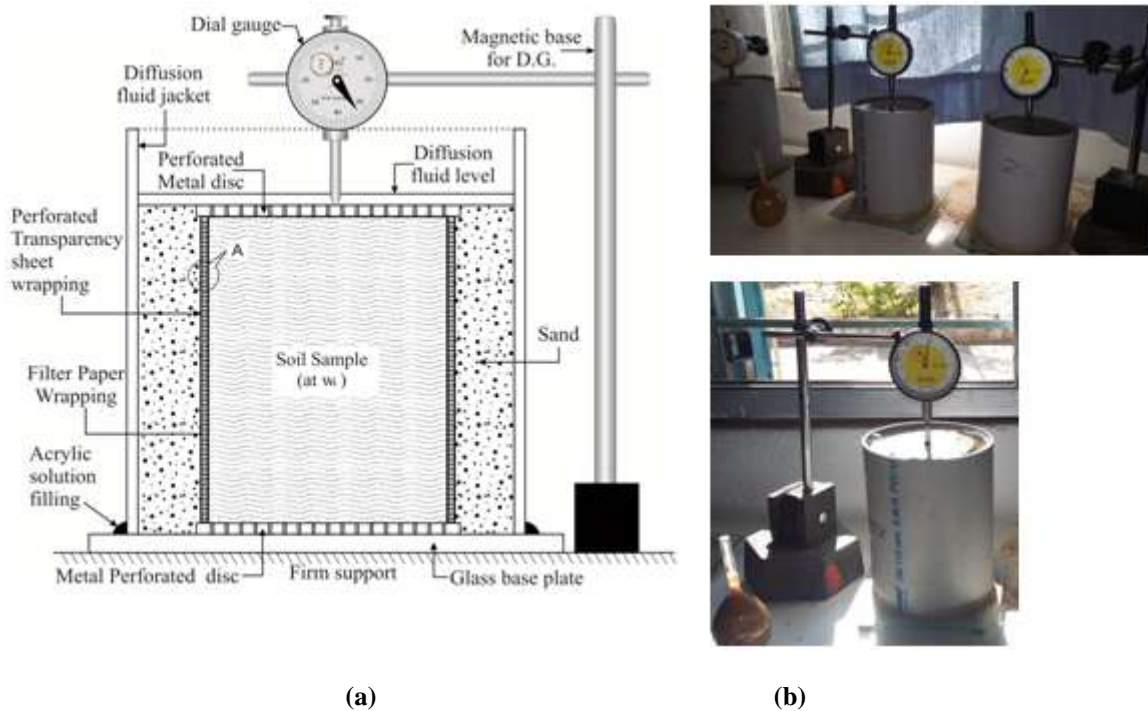 Dial gauge
Magnetic base
for D.G.
Diffusion
fluid jacket
Perforated
Metal disc
Diffusion
fluid level
Perforated
Transparency
sheet
wrapping
A
Sand
Soil Sample
(at wᵢ)
Filter Paper
Wrapping
Acrylic
solution
filling
Metal Perforated disc
Firm support
Glass base plate
(a)
(b)